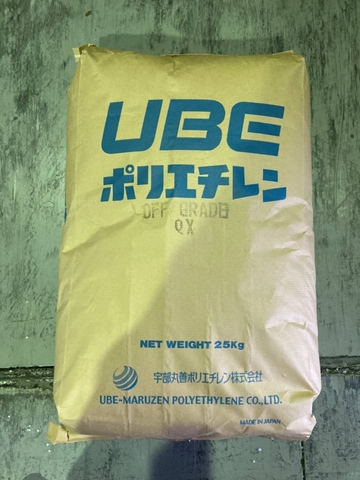 UBE
ポリエチレン
OFF GRADE
QX
NET WEIGHT 25Kg
宇部丸善ポリエチレン株式会社
UBE-MARUZEN POLYETHYLENE CO.,LTD.
MADE IN JAPAN